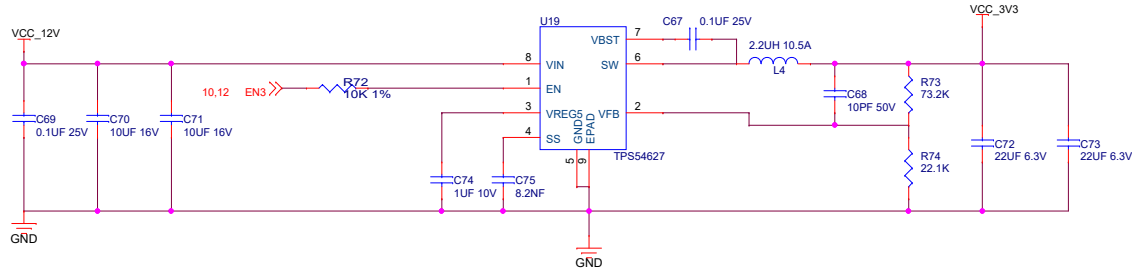 VCC_12V
VCC_3V3
U19
C67 0.1UF 25V
7
VBST
2.2UH 10.5A
8
VIN
6
SW
L4
R72
10K 1%
10,12 EN3
1
EN
R73
73.2K
C68
10PF 50V
C69
0.1UF 25V
C70
10UF 16V
C71
10UF 16V
3
VREG5
2
VFB
4
SS
GND
EPAD
5
9
TPS54627
R74
22.1K
C72
22UF 6.3V
C73
22UF 6.3V
C74
1UF 10V
C75
8.2NF
GND
GND